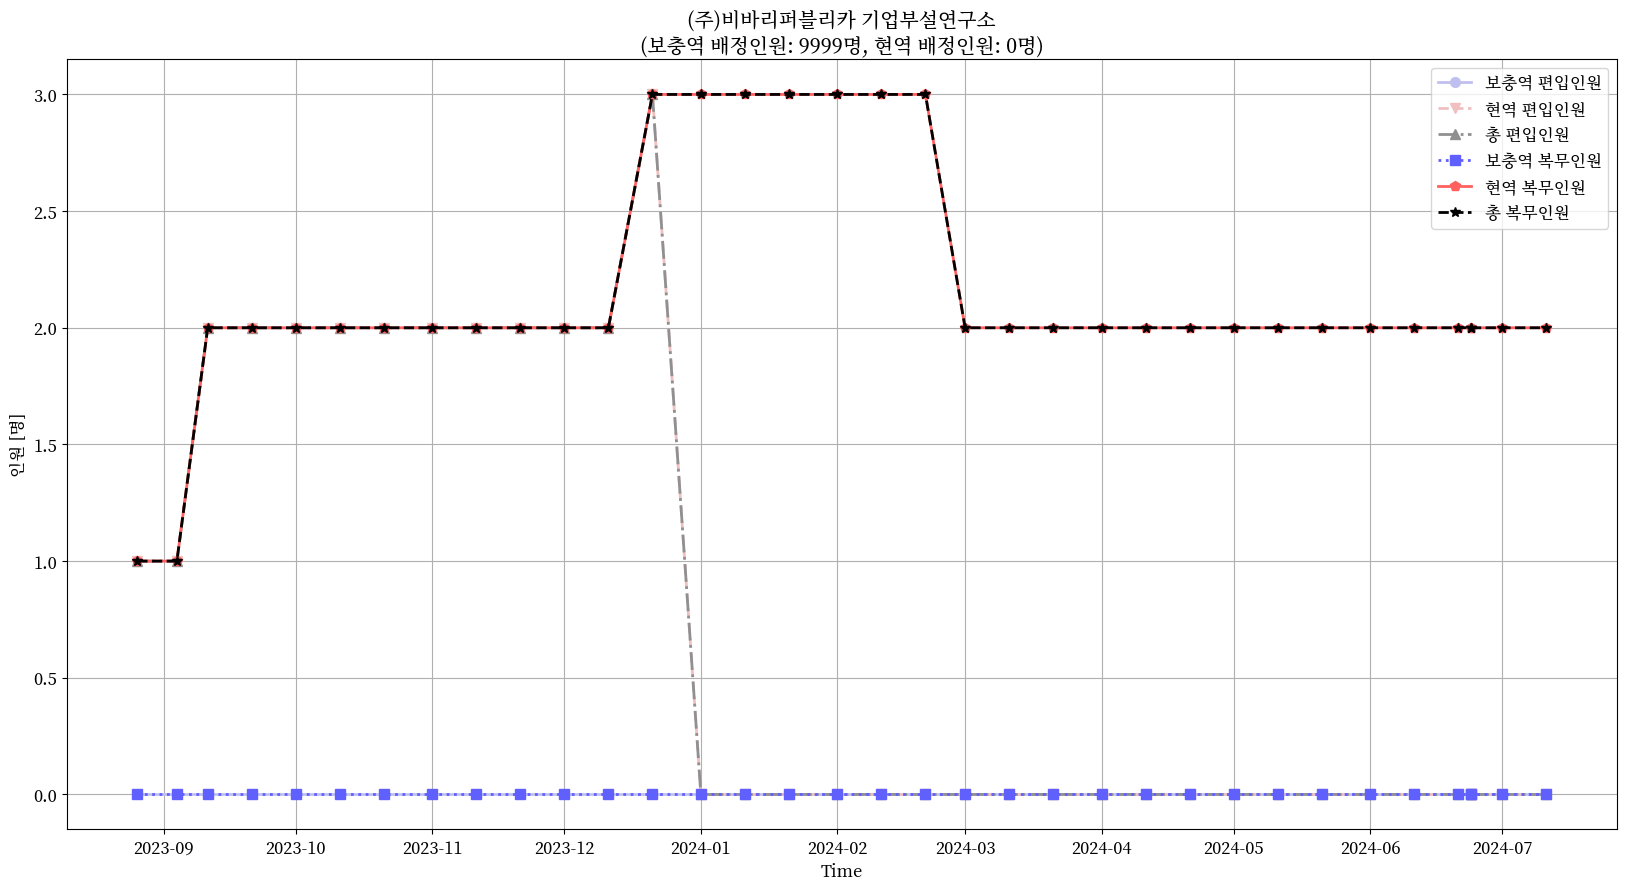 (주)비바리퍼블리카 기업부설연구소
(보충역 배정인원: 9999명, 현역 배정인원: 0명)
보충역 편입인원
현역 편입인원
총 편입인원
보충역 복무인원
현역 복무인원
총 복무인원
3.0
2.5
2.0
1.5
1.0
0.5
0.0
인원 [명]
2023-09 2023-10 2023-11 2023-12 2024-01 2024-02 2024-03 2024-04 2024-05 2024-06 2024-07
Time